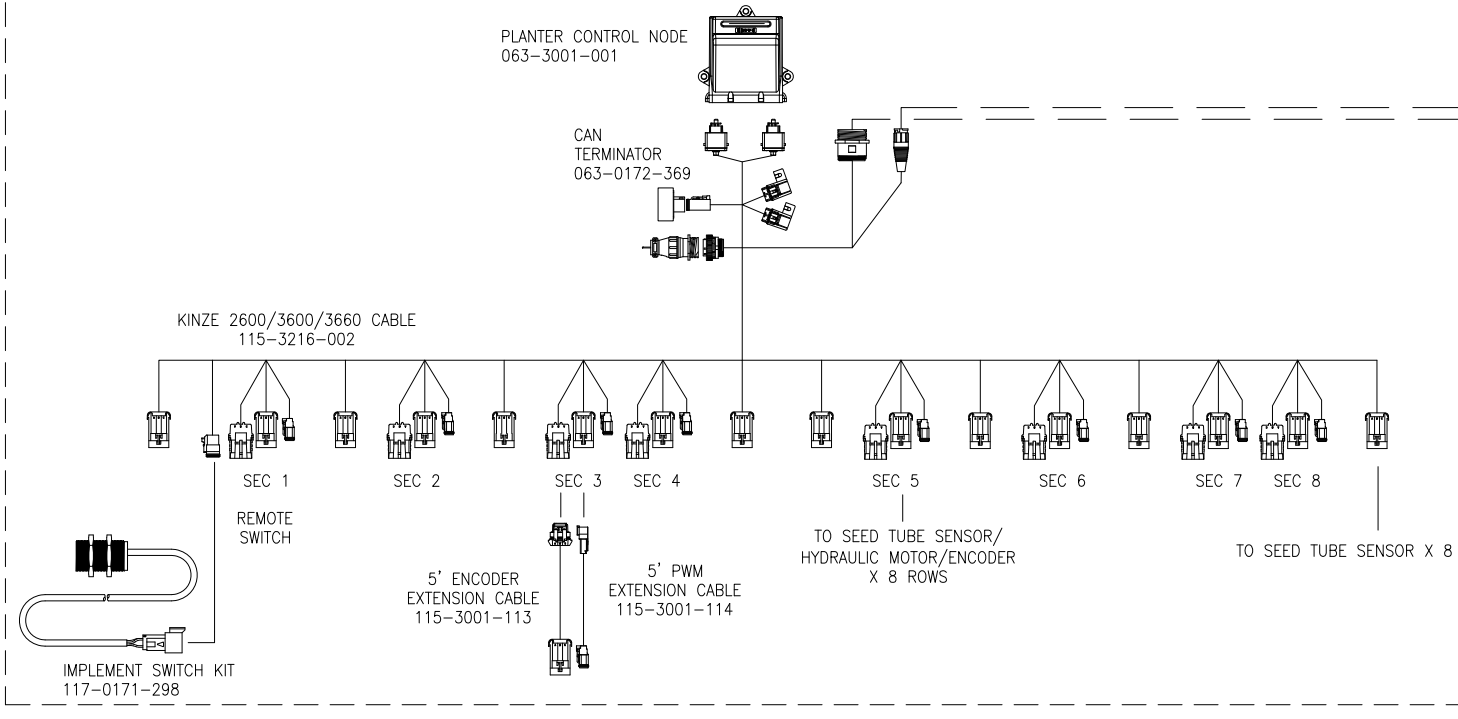 PLANTER CONTROL NODE
063-3001-001
CAN
TERMINATOR
063-0172-369
KINZE 2600/3600/3660 CABLE
115-3216-002
SEC 1
SEC 2
SEC 3
SEC 4
SEC 5
SEC 6
SEC 7
SEC 8
REMOTE
SWITCH
TO SEED TUBE SENSOR/
HYDRAULIC MOTOR/ENCODER
X 8 ROWS
TO SEED TUBE SENSOR X 8
5' ENCODER
EXTENSION CABLE
115-3001-113
5' PWM
EXTENSION CABLE
115-3001-114
IMPLEMENT SWITCH KIT
117-0171-298